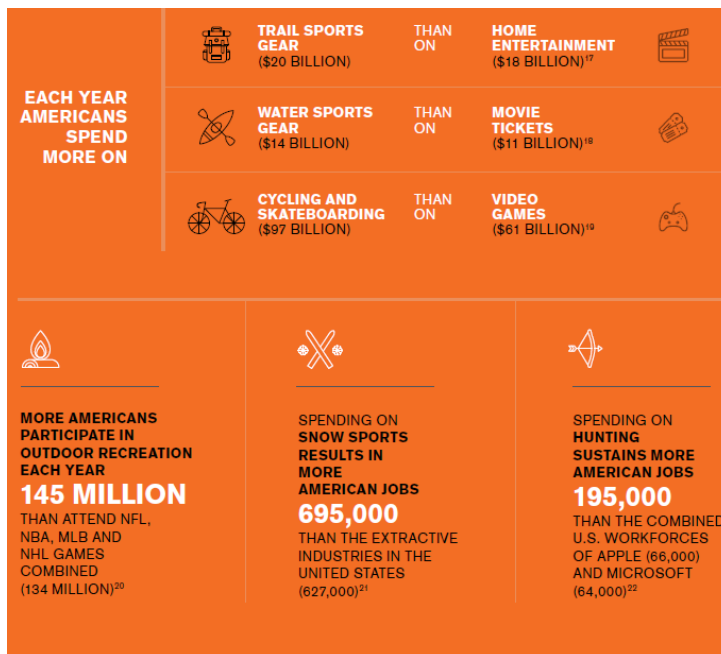 EACH YEAR
AMERICANS
SPEND
MORE ON
TRAIL SPORTS
GEAR
($20 BILLION)
THAN
ON
HOME
ENTERTAINMENT
($18 BILLION)17
WATER SPORTS
GEAR
($14 BILLION)
THAN
ON
MOVIE
TICKETS
($11 BILLION)18
CYCLING AND
SKATEBOARDING
($97 BILLION)
THAN
ON
VIDEO
GAMES
($61 BILLION)19
MORE AMERICANS
PARTICIPATE IN
OUTDOOR RECREATION
EACH YEAR
145 MILLION
THAN ATTEND NFL,
NBA, MLB AND
NHL GAMES
COMBINED
(134 MILLION)20
SPENDING ON
SNOW SPORTS
RESULTS IN
MORE
AMERICAN JOBS
695,000
THAN THE EXTRACTIVE
INDUSTRIES IN THE
UNITED STATES
(627,000)21
SPENDING ON
HUNTING
SUSTAINS MORE
AMERICAN JOBS
195,000
THAN THE COMBINED
U.S. WORKFORCES
OF APPLE (66,000)
AND MICROSOFT
(64,000)22